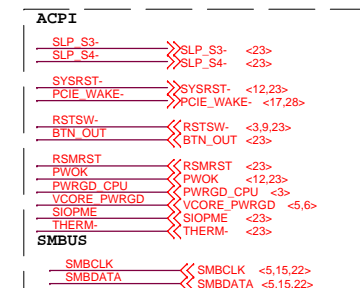 ACPI
SLP_S3- SLP_S3- <23>
SLP_S4- SLP_S4- <23>
SYSRST- SYSRST- <12,23>
PCIE_WAKE- PCIE_WAKE- <17,28>
RSTSW- RSTSW- <3,9,23>
BTN_OUT BTN_OUT <23>
RSMRST RSMRST <23>
PWOK PWOK <12,23>
PWRGD_CPU PWRGD_CPU <3>
VCORE_PWRGD VCORE_PWRGD <5,6>
SIOPME SIOPME <23>
THERM- THERM- <23>
SMBUS
SMBCLK SMBCLK <5,15,22>
SMBDATA SMBDATA <5,15,22>